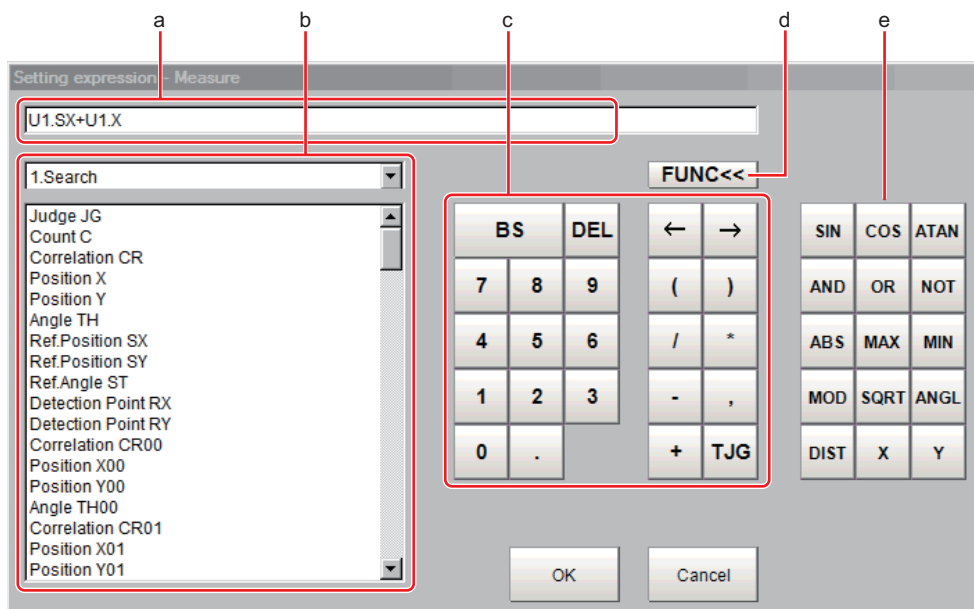 a b c d e
Setting expression - Measure
U1.SX+U1.X
1.Search
FUNC<<
Judge JG
Count C
Correlation CR
Position X
Position Y
Angle TH
Ref.Position SX
Ref.Position SY
Ref.Angle ST
Detection Point RX
Detection Point RY
Correlation CR00
Position X00
Position Y00
Angle TH00
Correlation CR01
Position X01
Position Y01
BS DEL ← →
7 8 9 ( )
4 5 6 / *
1 2 3 - ,
0 . + TJG
SIN COS ATAN
AND OR NOT
ABS MAX MIN
MOD SQRT ANGL
DIST X Y
OK Cancel